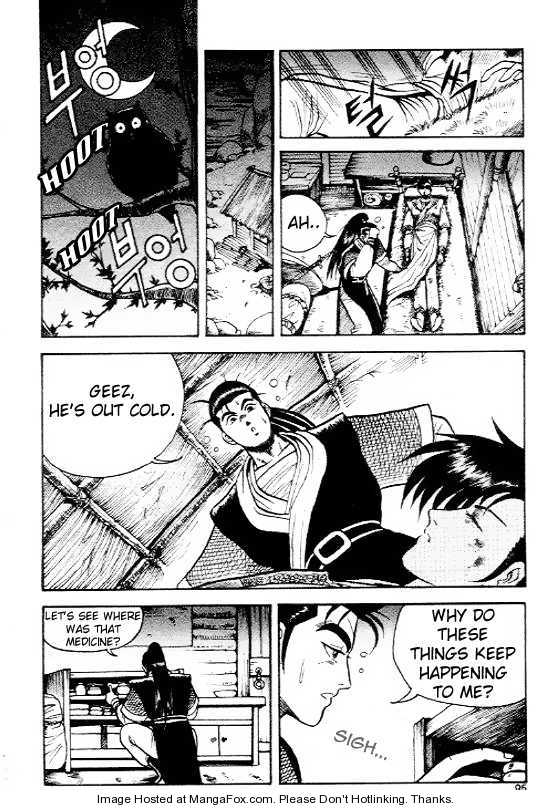 부엉
HOOT
HOOT
부엉
탁
AH..
GEEZ,
HE'S OUT COLD.
LET'S SEE WHERE
WAS THAT
MEDICINE?
WHY DO
THESE
THINGS KEEP
HAPPENING
TO ME?
SIGH...
Image Hosted at MangaFox.com. Please Don't Hotlinking. Thanks.